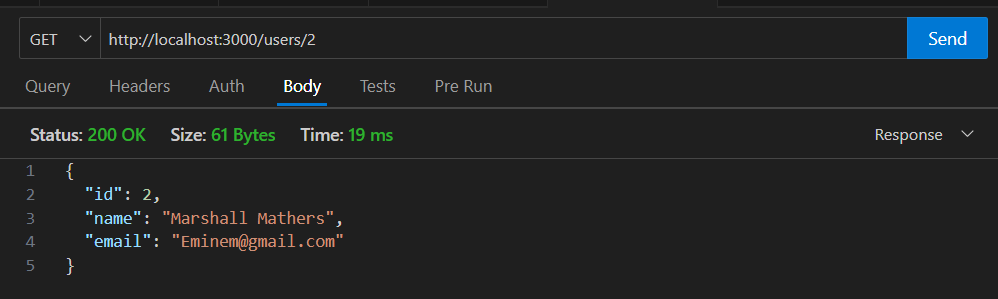 GET http://localhost:3000/users/2 Send
Query Headers Auth Body Tests Pre Run
Status: 200 OK Size: 61 Bytes Time: 19 ms Response
1 {
2 "id": 2,
3 "name": "Marshall Mathers",
4 "email": "Eminem@gmail.com"
5 }